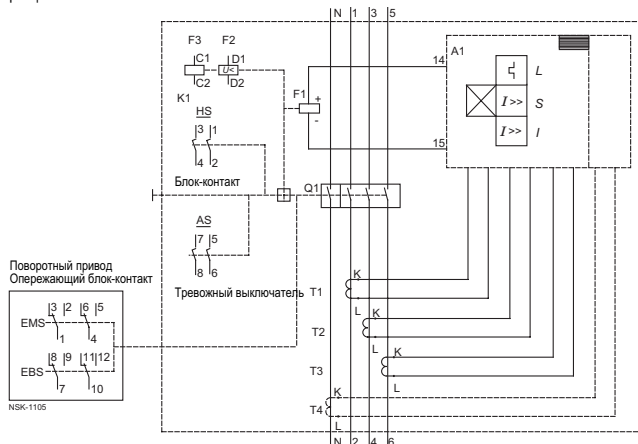 N 1 3 5
F3 F2
C1 D1
U<
C2 D2
K1
HS
3 1
4 2
Блок-контакт
F1
+
-
14
15
A1
L
I>> S
I>> I
Q1
AS
7 5
8 6
Тревожный выключатель
Поворотный привод
Опережающий блок-контакт
3 2 6 5
EMS
1 4
8 9 11 12
EBS
7 10
NSK-1105
T1
K
L
T2
K
L
T3
K
L
T4
K
L
N 2 4 6